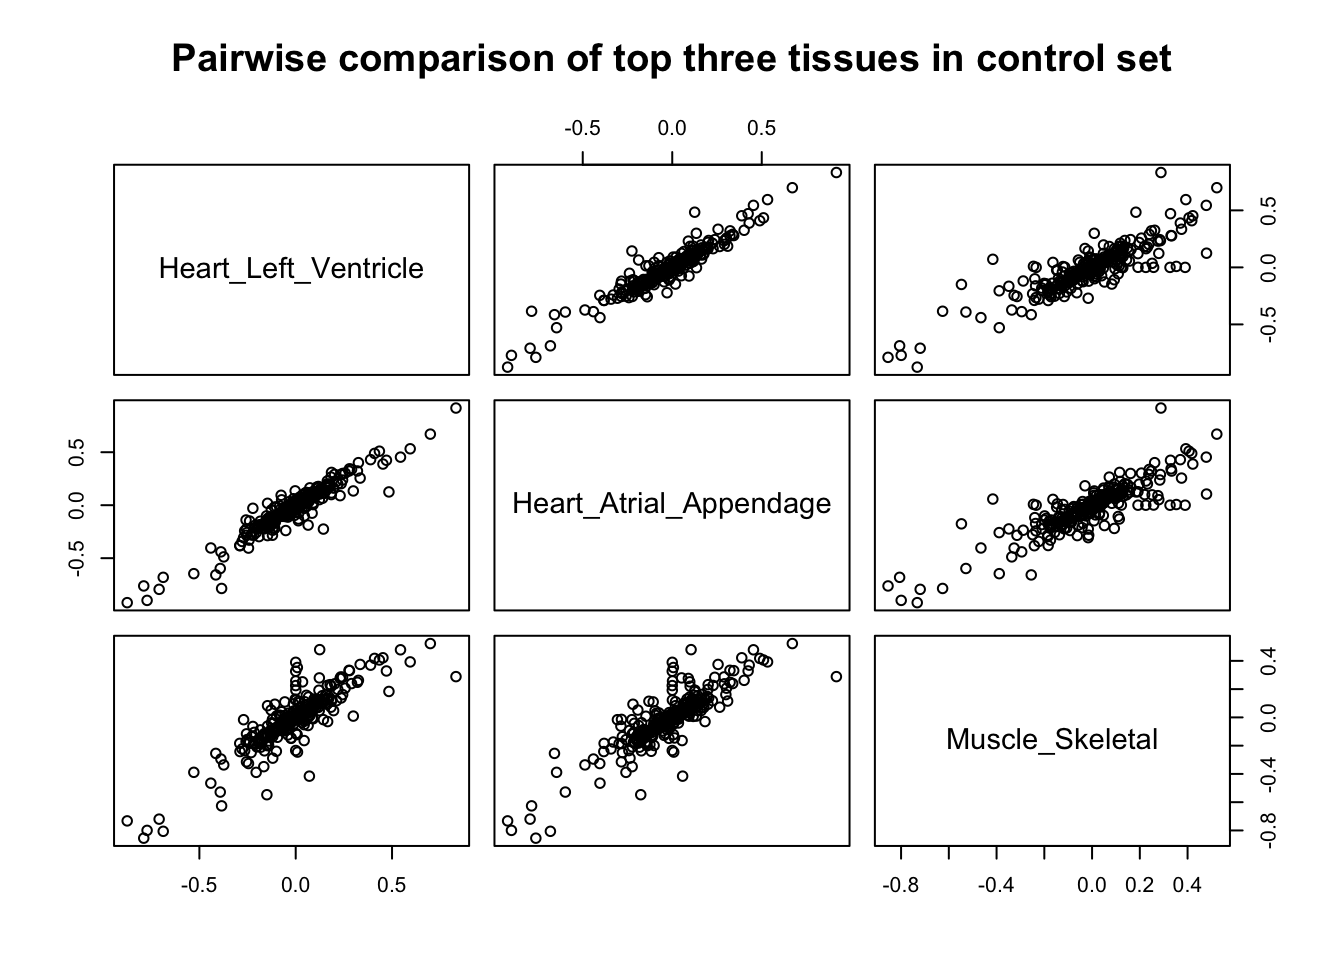 Pairwise comparison of top three tissues in control set
-0.5 0.0 0.5
Heart_Left_Ventricle
-0.5 0.0 0.5
-0.5 0.0 0.5
Heart_Atrial_Appendage
Muscle_Skeletal
-0.8 -0.4 0.0 0.4
-0.5 0.0 0.5
-0.8 -0.4 0.0 0.2 0.4